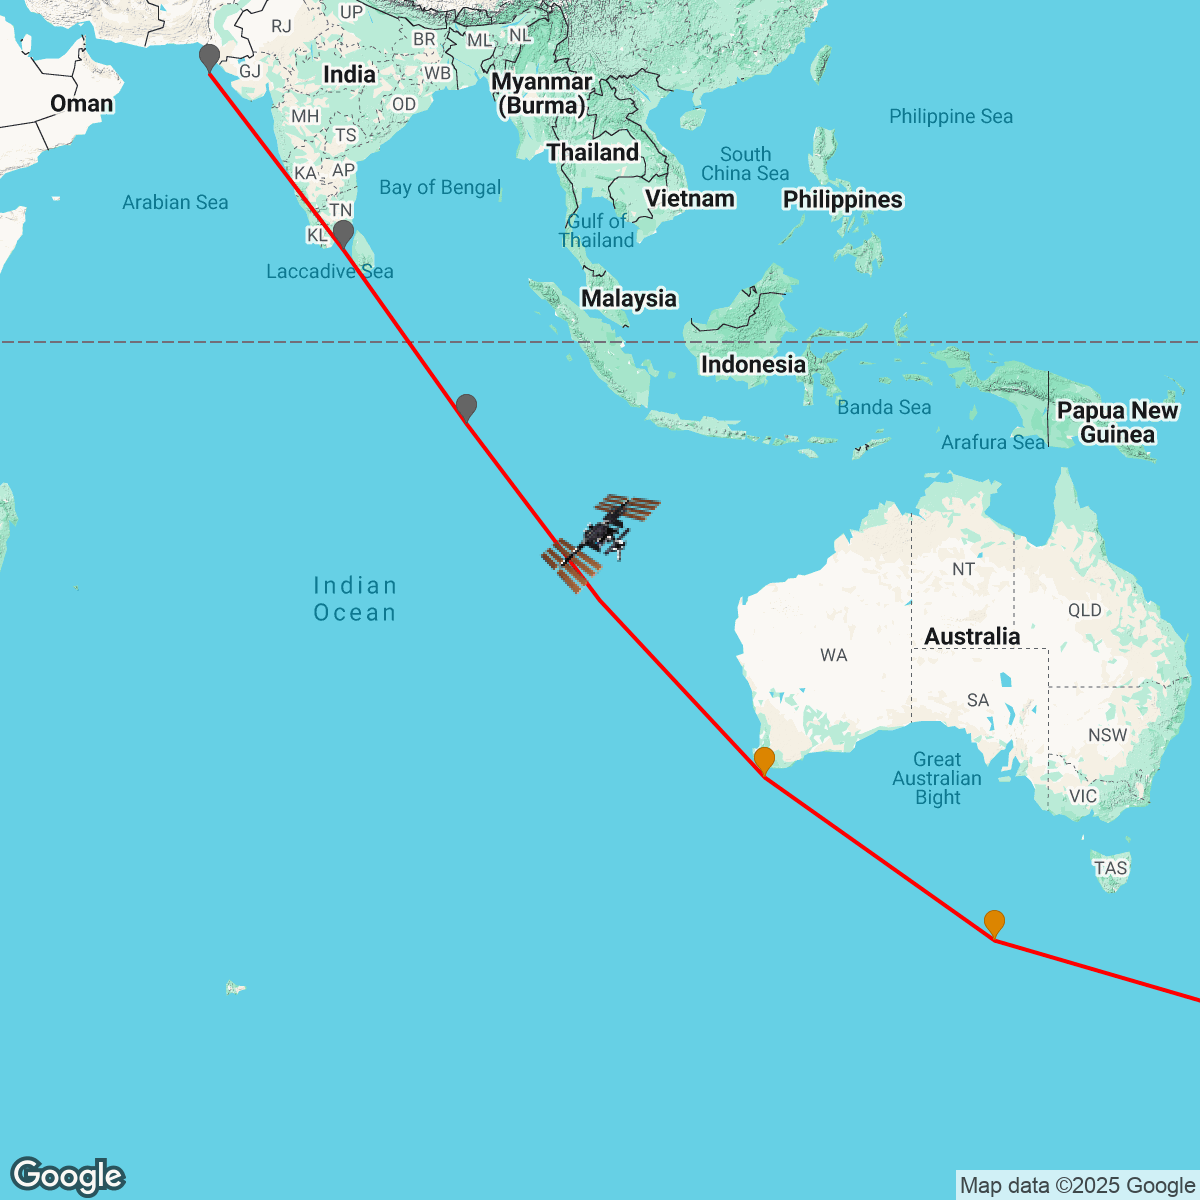 UP
RJ
BR
ML
NL
GJ
India
WB
Myanmar
(Burma)
Oman
OD
MH
Philippine Sea
TS
Thailand
South
China Sea
KA
AP
Bay of Bengal
Vietnam
Philippines
Arabian Sea
TN
Gulf of
Thailand
KL
Laccadive Sea
Malaysia
Indonesia
Banda Sea
Papua New
Guinea
Arafura Sea
NT
Indian
Ocean
QLD
Australia
WA
SA
NSW
Great
Australian
Bight
VIC
TAS
Google
Map data ©2025 Google